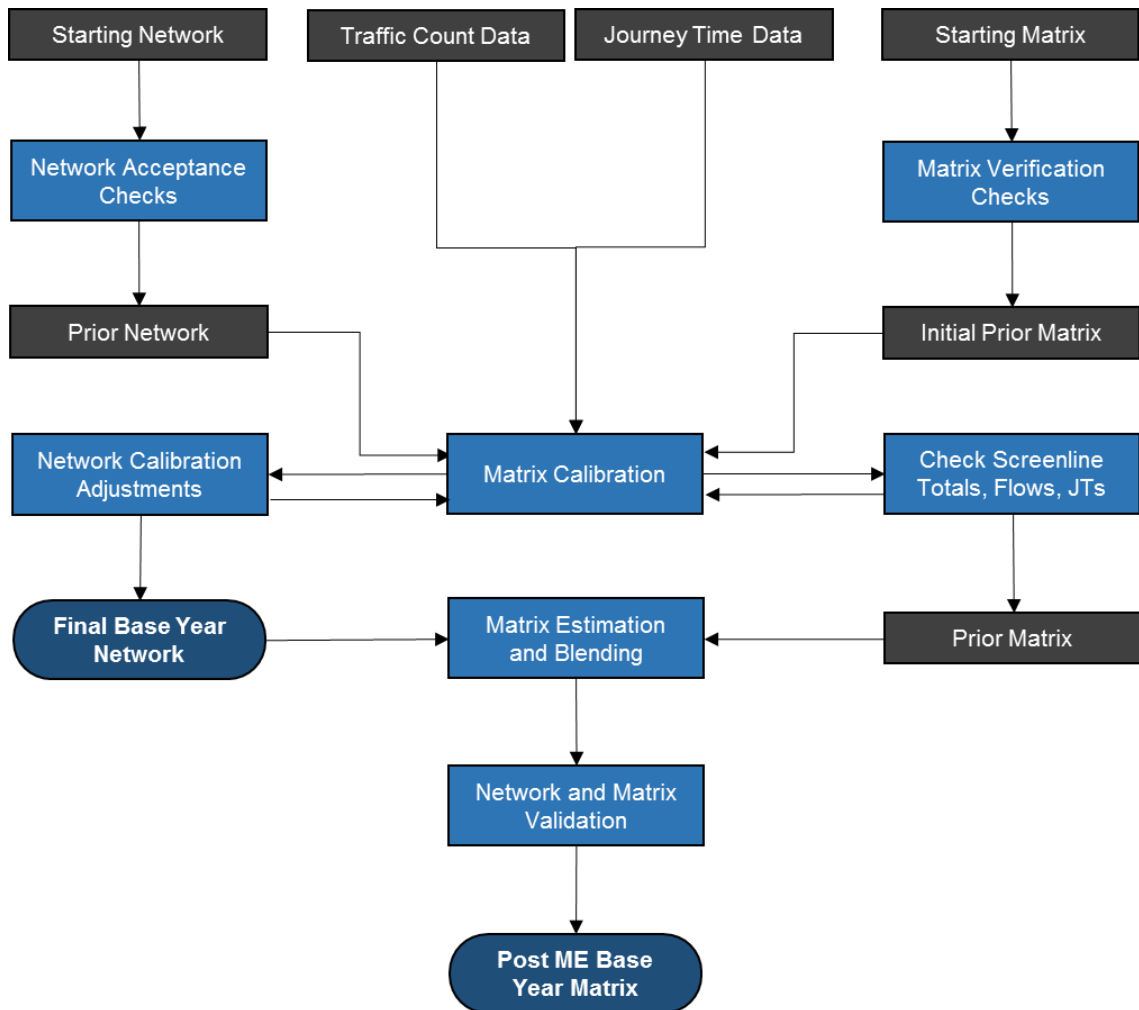 Starting Network
Traffic Count Data
Journey Time Data
Starting Matrix
Network Acceptance
Checks
Matrix Verification
Checks
Prior Network
Initial Prior Matrix
Network Calibration
Adjustments
Matrix Calibration
Check Screenline
Totals, Flows, JTs
Final Base Year
Network
Matrix Estimation
and Blending
Prior Matrix
Network and Matrix
Validation
Post ME Base
Year Matrix